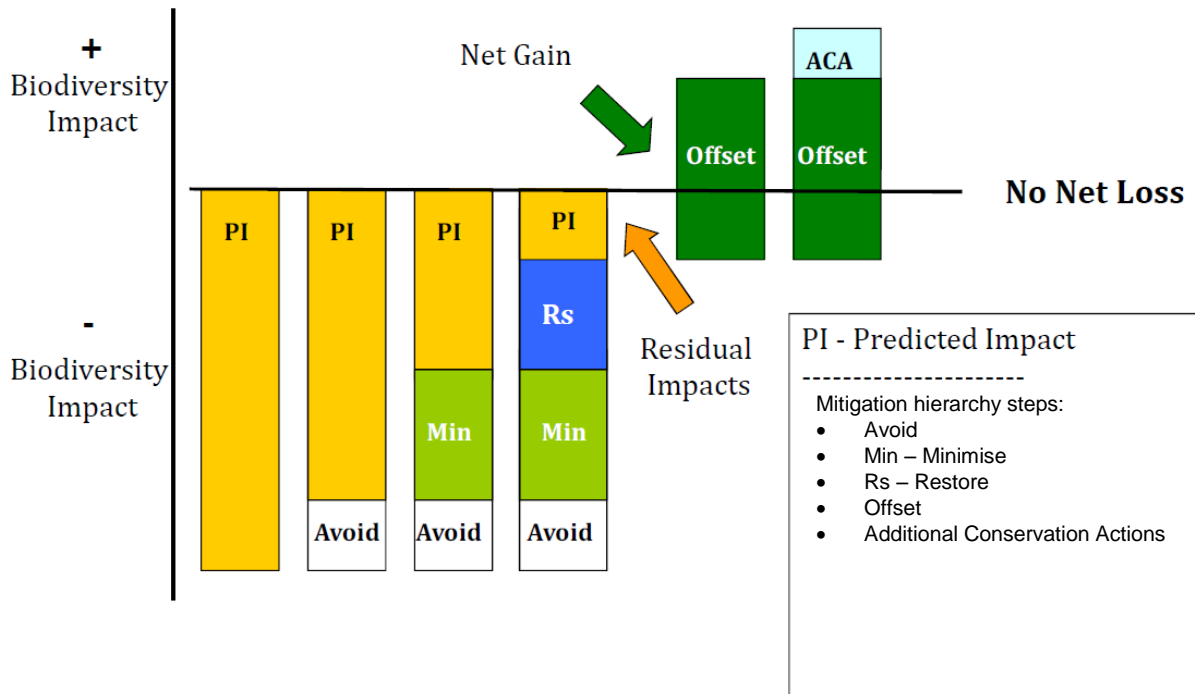 +
Biodiversity
Impact
Net Gain
ACA
Offset
Offset
No Net Loss
PI
PI
PI
PI
Rs
Min
Min
Avoid
Avoid
Avoid
-
Biodiversity
Impact
Residual
Impacts
PI - Predicted Impact
----------------------
Mitigation hierarchy steps:
• Avoid
• Min – Minimise
• Rs – Restore
• Offset
• Additional Conservation Actions